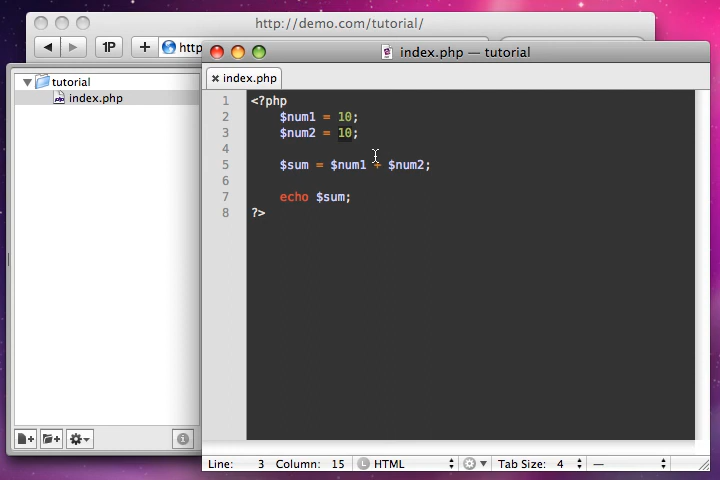 http://demo.com/tutorial/
1P
http
index.php — tutorial
tutorial
index.php
index.php
1 <?php
2 $num1 = 10;
3 $num2 = 10;
4
5 $sum = $num1 + $num2;
6
7 echo $sum;
8 ?>
Line: 3 Column: 15 L HTML Tab Size: 4 —